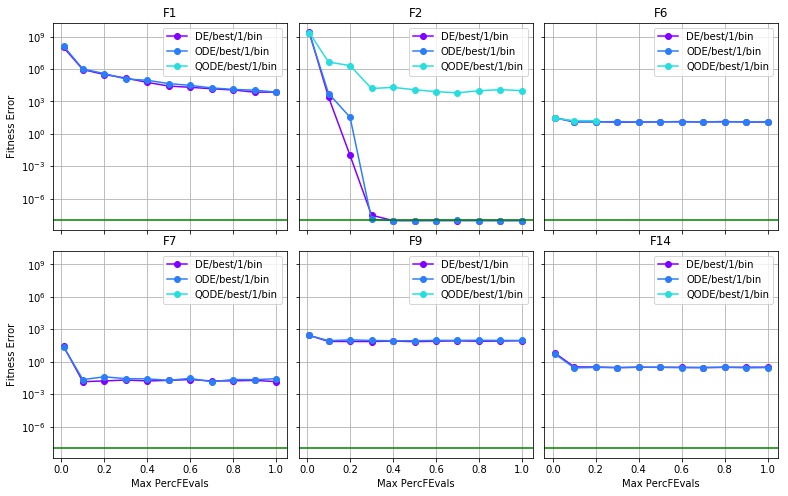 F1
F2
F6
DE/best/1/bin
ODE/best/1/bin
QODE/best/1/bin
DE/best/1/bin
ODE/best/1/bin
QODE/best/1/bin
DE/best/1/bin
ODE/best/1/bin
QODE/best/1/bin
Fitness Error
10⁹
10⁶
10³
10⁰
10⁻³
10⁻⁶
F7
F9
F14
DE/best/1/bin
ODE/best/1/bin
QODE/best/1/bin
DE/best/1/bin
ODE/best/1/bin
QODE/best/1/bin
DE/best/1/bin
ODE/best/1/bin
QODE/best/1/bin
Fitness Error
10⁹
10⁶
10³
10⁰
10⁻³
10⁻⁶
0.0 0.2 0.4 0.6 0.8 1.0
0.0 0.2 0.4 0.6 0.8 1.0
0.0 0.2 0.4 0.6 0.8 1.0
Max PercFEvals
Max PercFEvals
Max PercFEvals